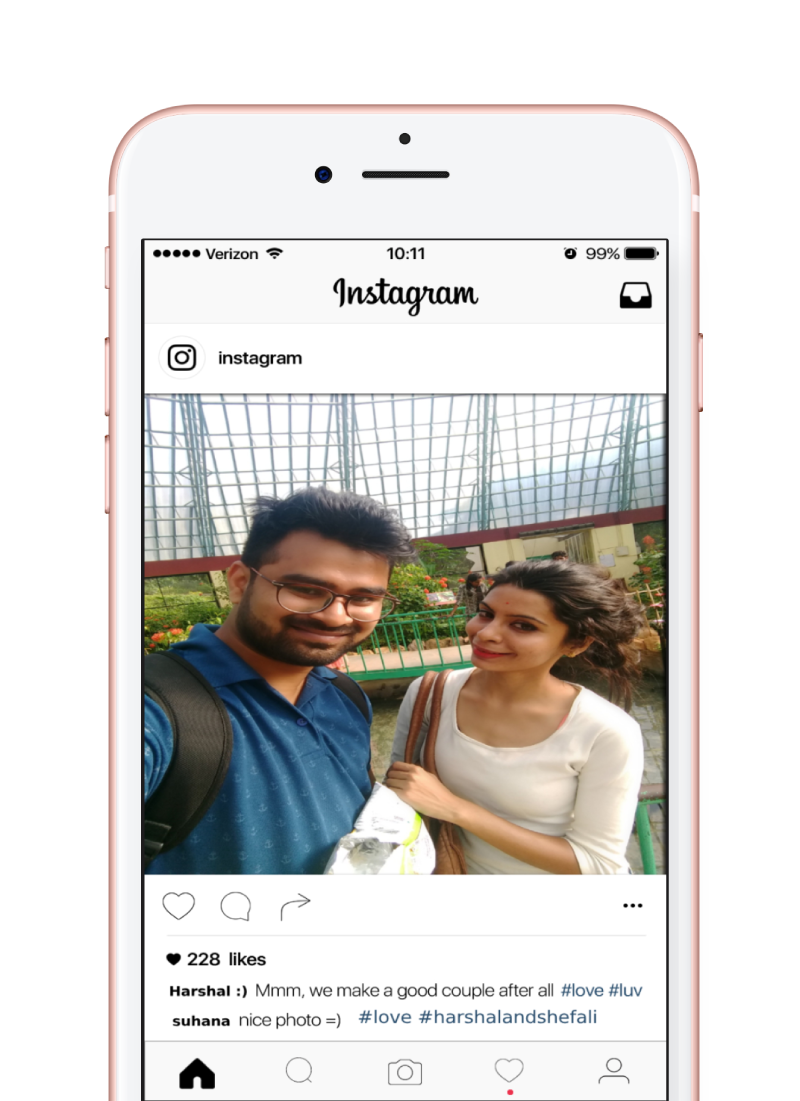 Verizon 10:11 99%
Instagram
instagram
228 likes
Harshal :) Mmm, we make a good couple after all #love #luv
suhana nice photo =) #love #harshalandshefali